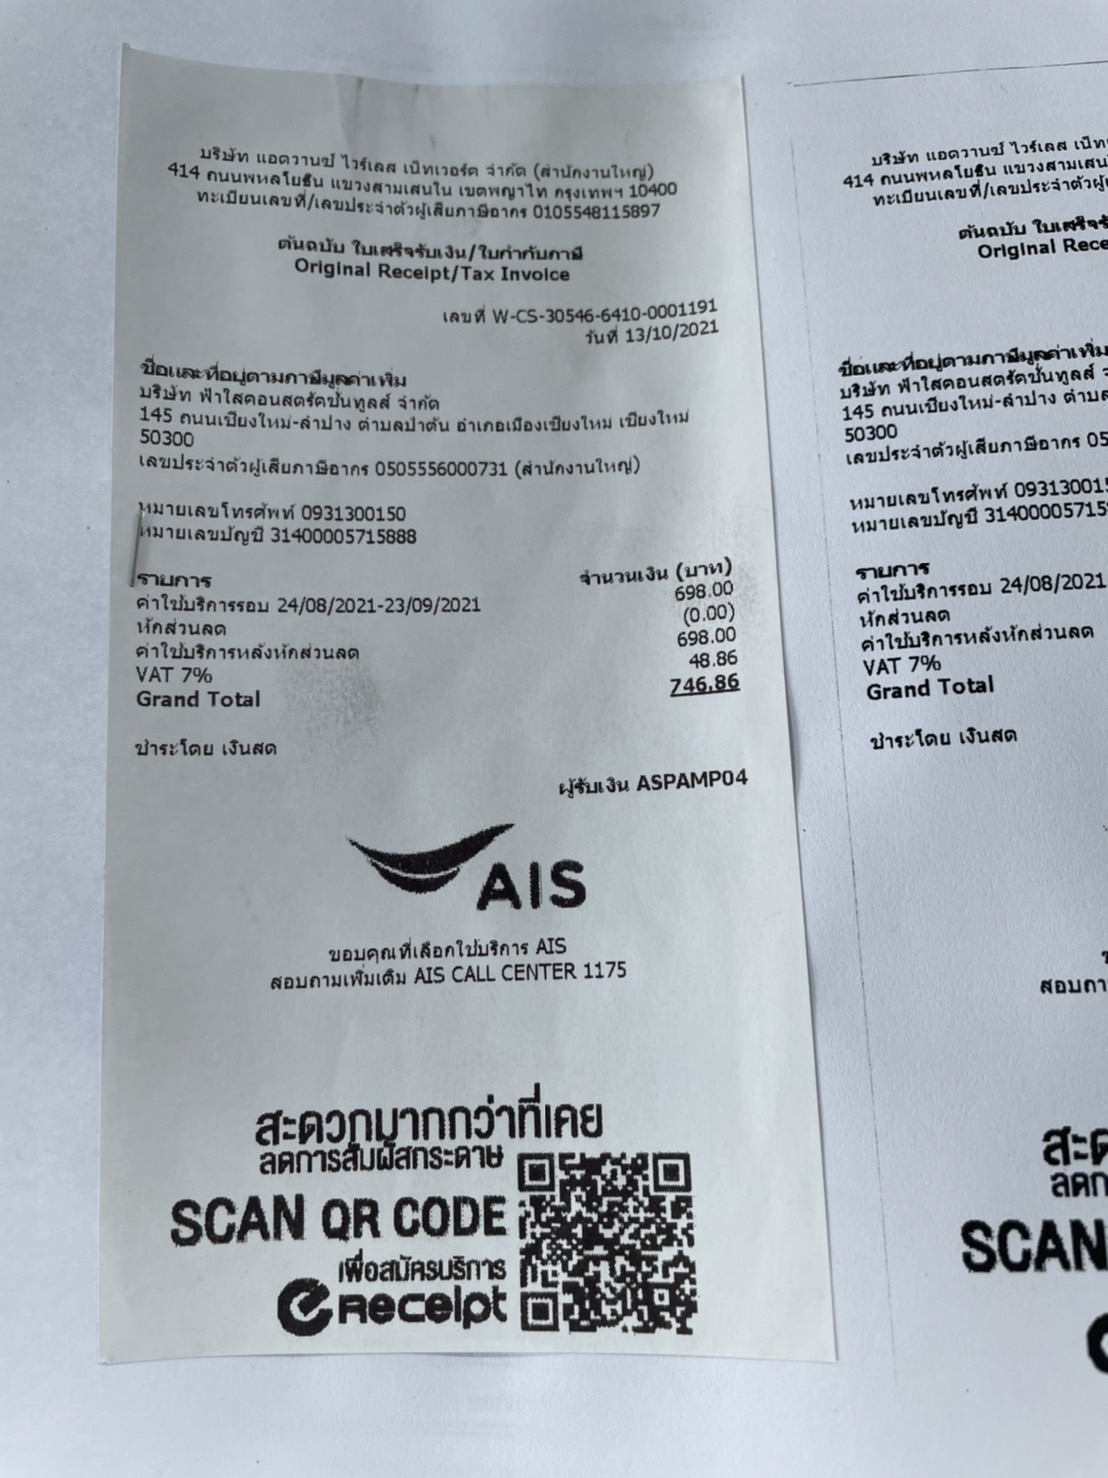 บริษัท แอดวานซ์ ไวร์เลส เน็ทเวอร์ค จำกัด (สำนักงานใหญ่)
414 ถนนพหลโยธิน แขวงสามเสนใน เขตพญาไท กรุงเทพฯ 10400
ทะเบียนเลขที่/เลขประจำตัวผู้เสียภาษีอากร 0105548115897
ต้นฉบับ ใบเสร็จรับเงิน/ใบกำกับภาษี
Original Receipt/Tax Invoice
เลขที่ W-CS-30546-6410-0001191
วันที่ 13/10/2021
ชื่อและที่อยู่ตามภาษีมูลค่าเพิ่ม
บริษัท ฟ้าใสคอนสตรัคชั่นทูลส์ จำกัด
145 ถนนเชียงใหม่-ลำปาง ตำบลป่าตัน อำเภอเมืองเชียงใหม่ เชียงใหม่
50300
เลขประจำตัวผู้เสียภาษีอากร 0505556000731 (สำนักงานใหญ่)
หมายเลขโทรศัพท์ 0931300150
หมายเลขบัญชี 31400005715888
รายการ จำนวนเงิน (บาท)
ค่าใช้บริการรอบ 24/08/2021-23/09/2021 698.00
หักส่วนลด (0.00)
ค่าใช้บริการหลังหักส่วนลด 698.00
VAT 7% 48.86
Grand Total 746.86
ชำระโดย เงินสด
ผู้รับเงิน ASPAMP04
AIS
ขอบคุณที่เลือกใช้บริการ AIS
สอบถามเพิ่มเติม AIS CALL CENTER 1175
สะดวกมากกว่าที่เคย
ลดการสัมผัสกระดาษ
SCAN QR CODE
เพื่อสมัครบริการ
eReceipt
บริษัท แอดวานซ์ ไวร์เลส
414 ถนนพหลโยธิน แขวงสามเสน
ทะเบียนเลขที่/เลขประจำตัวผู้
ต้นฉบับ
Original
ชื่อและที่อยู่ตามภาษีมูลค่าเพิ่ม
บริษัท ฟ้าใสคอนสตรัคชั่นทูลส์
145 ถนนเชียงใหม่-ลำปาง ตำบล
50300
เลขประจำตัวผู้เสียภาษีอากร 05
หมายเลขโทรศัพท์ 093130015
หมายเลขบัญชี 314000057158
รายการ
ค่าใช้บริการรอบ 24/08/2021
หักส่วนลด
ค่าใช้บริการหลังหักส่วนลด
VAT 7%
Grand Total
ชำระโดย เงินสด
SCAN